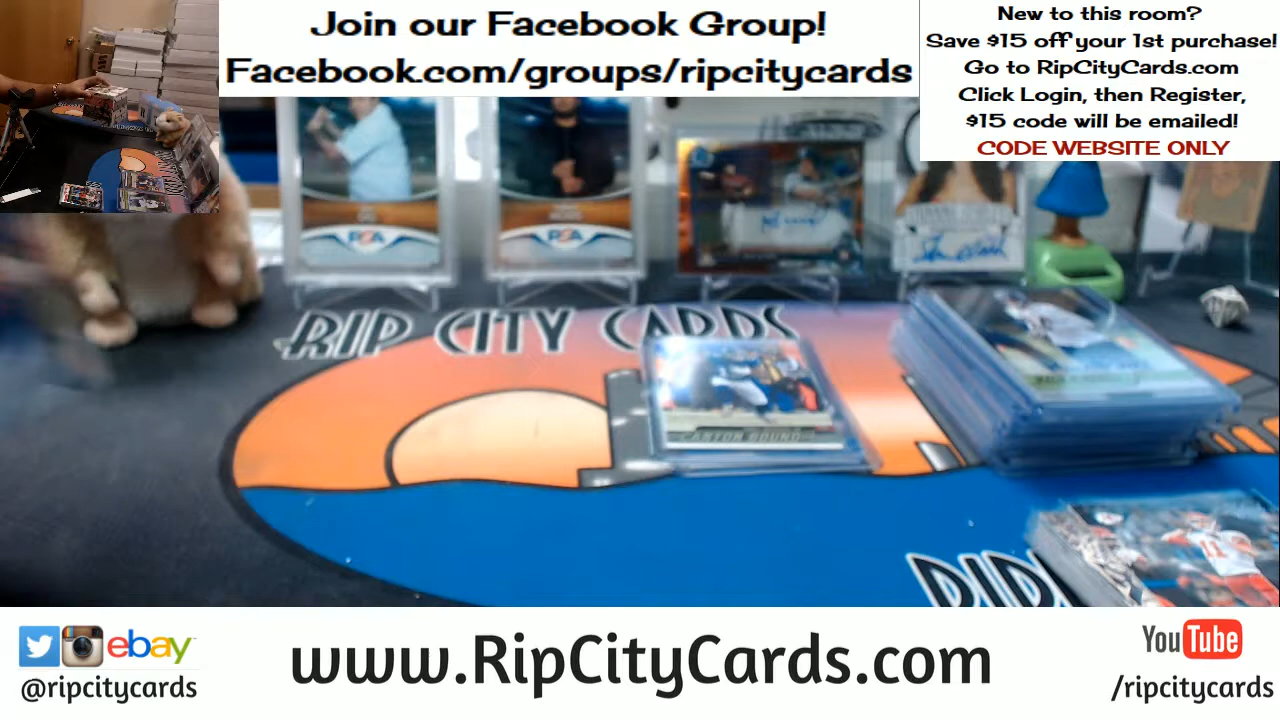 Join our Facebook Group!
Facebook.com/groups/ripcitycards
New to this room?
Save $15 off your 1st purchase!
Go to RipCityCards.com
Click Login, then Register,
$15 code will be emailed!
CODE WEBSITE ONLY
PSA
PSA
RIP CITY CARDS
11
ebay
@ripcitycards
www.RipCityCards.com
YouTube
/ripcitycards